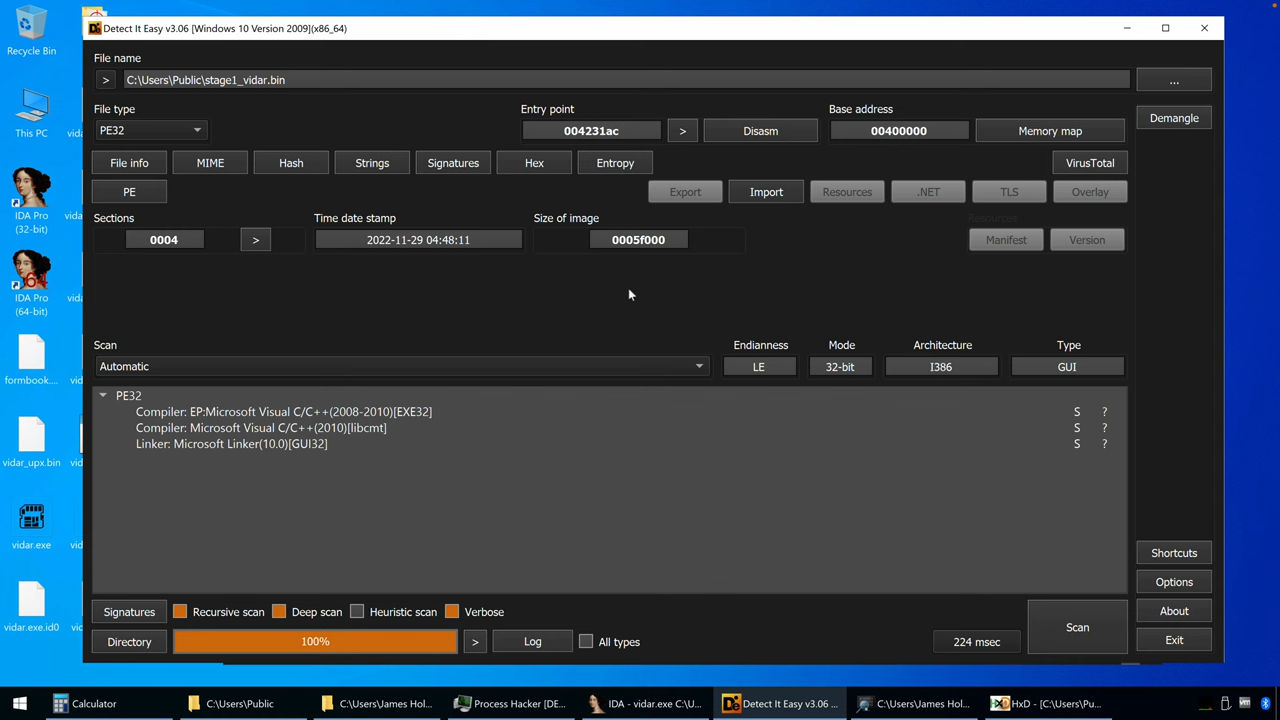 Recycle Bin
This PC
IDA Pro
(32-bit)
IDA Pro
(64-bit)
formbook....
vidar_upx.bin
vidar.exe
vidar.exe.id0
Detect It Easy v3.06 [Windows 10 Version 2009](x86_64)
File name
> C:\Users\Public\stage1_vidar.bin ...
File type Entry point Base address
PE32 004231ac > Disasm 00400000 Memory map Demangle
File info MIME Hash Strings Signatures Hex Entropy VirusTotal
PE Export Import Resources .NET TLS Overlay
Sections Time date stamp Size of image Resources
0004 > 2022-11-29 04:48:11 0005f000 Manifest Version
Scan Endianness Mode Architecture Type
Automatic LE 32-bit I386 GUI
PE32
Compiler: EP:Microsoft Visual C/C++(2008-2010)[EXE32] S ?
Compiler: Microsoft Visual C/C++(2010)[libcmt] S ?
Linker: Microsoft Linker(10.0)[GUI32] S ?
Shortcuts
Options
Signatures Recursive scan Deep scan Heuristic scan Verbose Scan About
Directory 100% > Log All types 224 msec Exit
Calculator C:\Users\Public C:\Users\James Hol... Process Hacker [DE... IDA - vidar.exe C:\U... Detect It Easy v3.06 ... C:\Users\James Hol... HxD - [C:\Users\Pu...